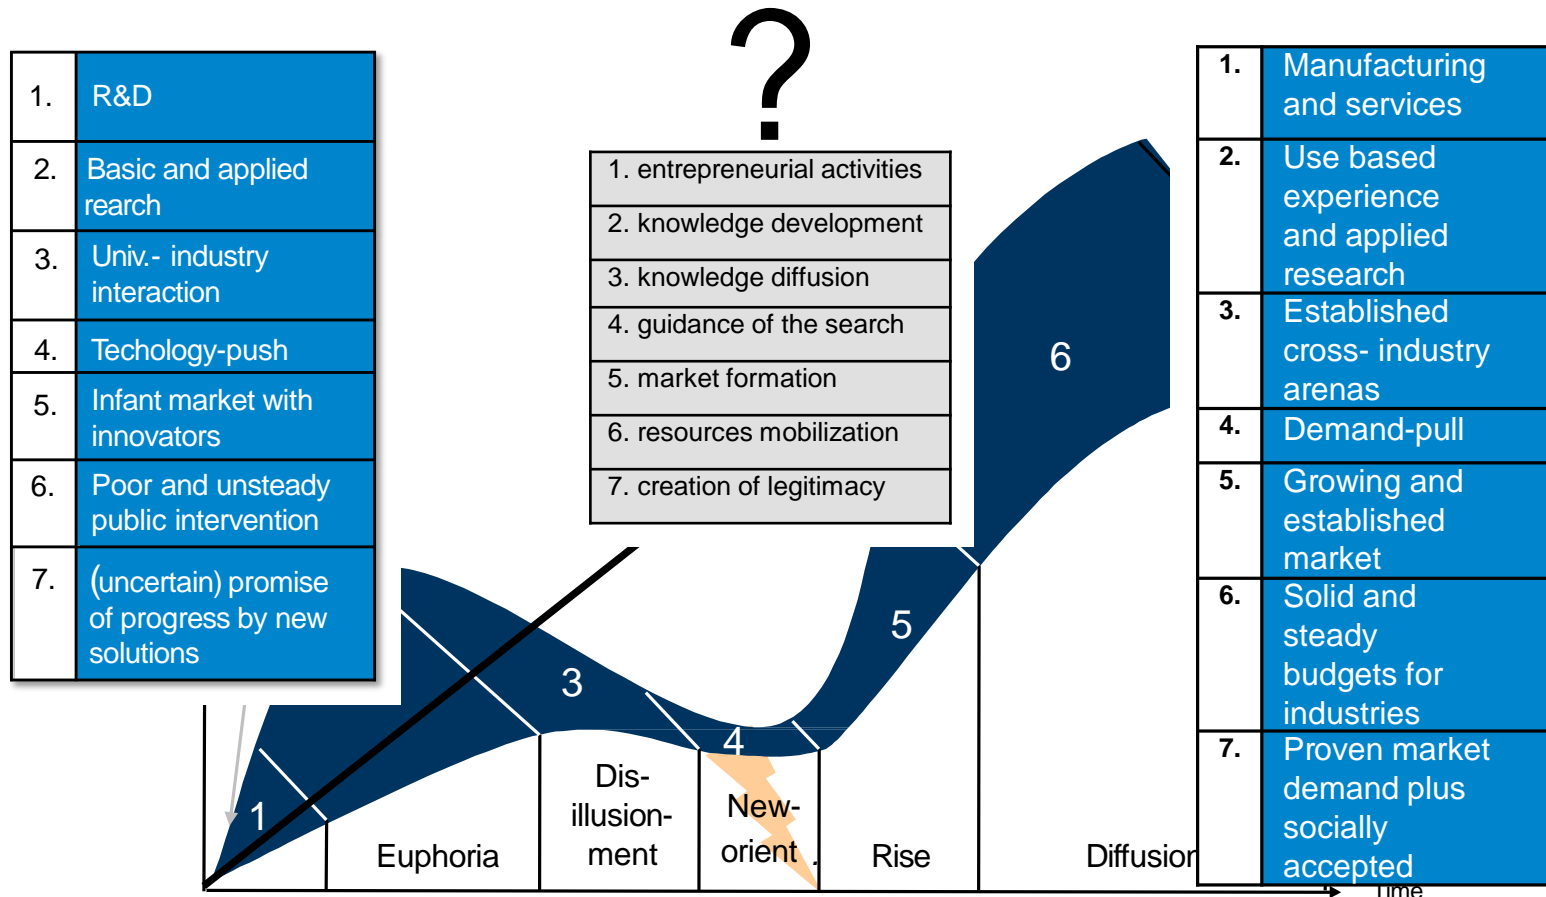 1.
R&D
2.
Basic and applied
rearch
3.
Univ.- industry
interaction
4.
Techology-push
5.
Infant market with
innovators
6.
Poor and unsteady
public intervention
7.
(uncertain) promise
of progress by new
solutions
?
1. entrepreneurial activities
2. knowledge development
3. knowledge diffusion
4. guidance of the search
5. market formation
6. resources mobilization
7. creation of legitimacy
1.
Manufacturing
and services
2.
Use based
experience
and applied
research
3.
Established
cross- industry
arenas
4.
Demand-pull
5.
Growing and
established
market
6.
Solid and
steady
budgets for
industries
7.
Proven market
demand plus
socially
accepted
1
3
4
5
6
Euphoria
Dis-
illusion-
ment
New-
orient .
Rise
Diffusion
Time